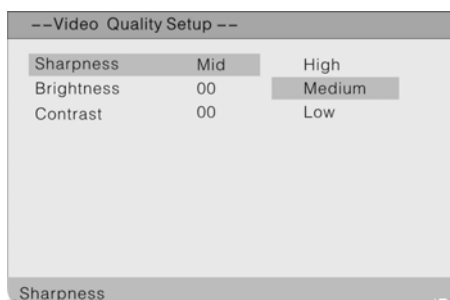 --Video Quality Setup --
Sharpness Mid High
Brightness 00 Medium
Contrast 00 Low
Sharpness